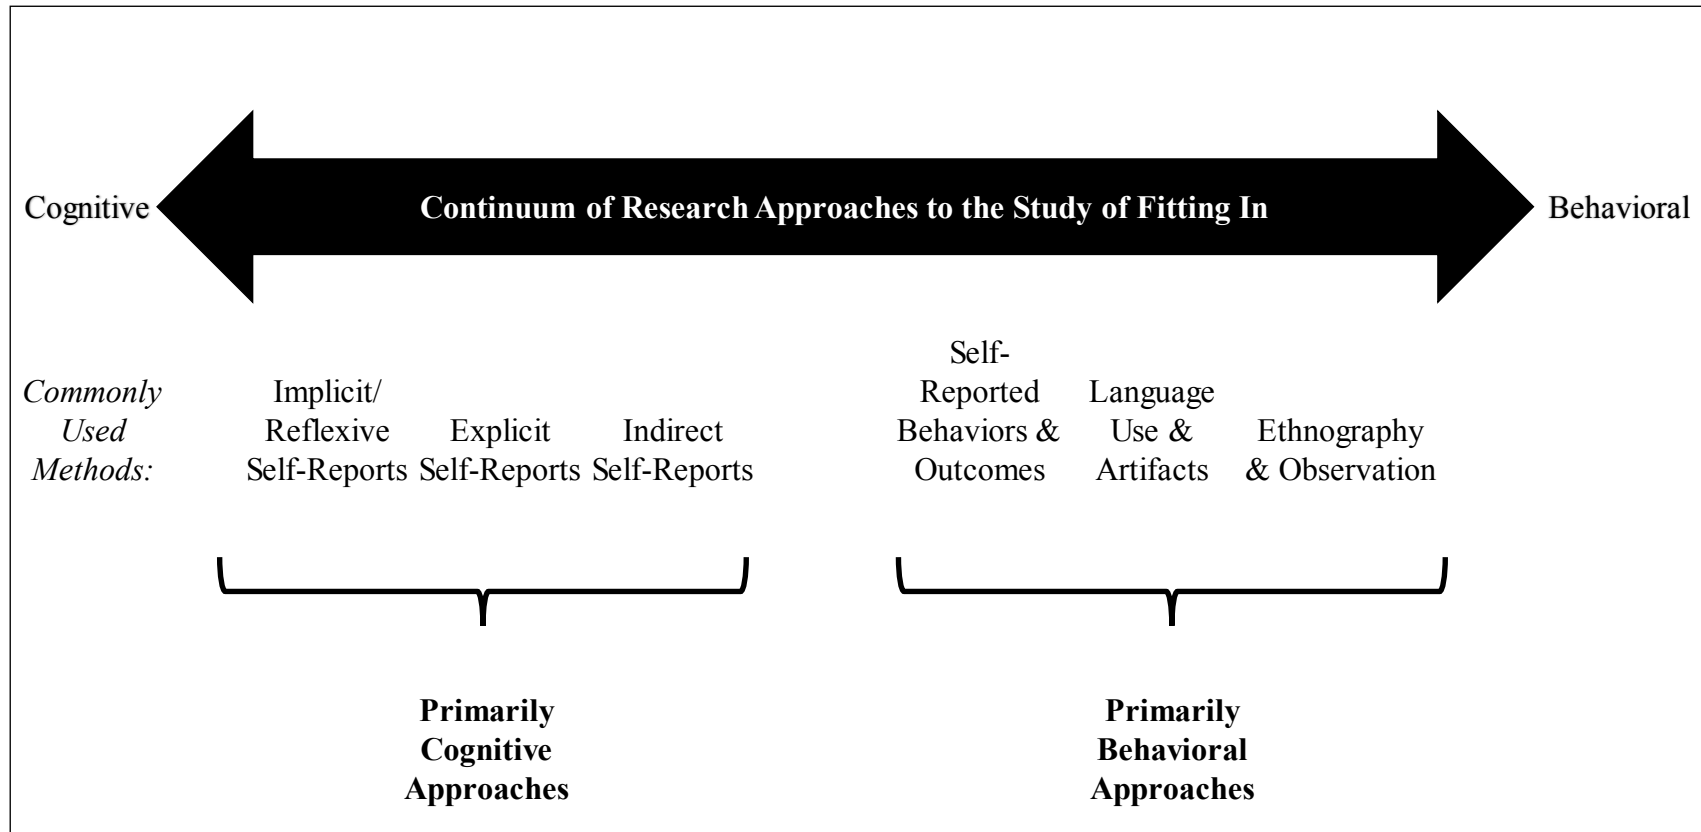 Cognitive
Continuum of Research Approaches to the Study of Fitting In
Behavioral
Commonly
Used
Methods:
Implicit/
Reflexive
Self-Reports
Explicit
Self-Reports
Indirect
Self-Reports
Self-
Reported
Behaviors &
Outcomes
Language
Use &
Artifacts
Ethnography
& Observation
Primarily
Cognitive
Approaches
Primarily
Behavioral
Approaches